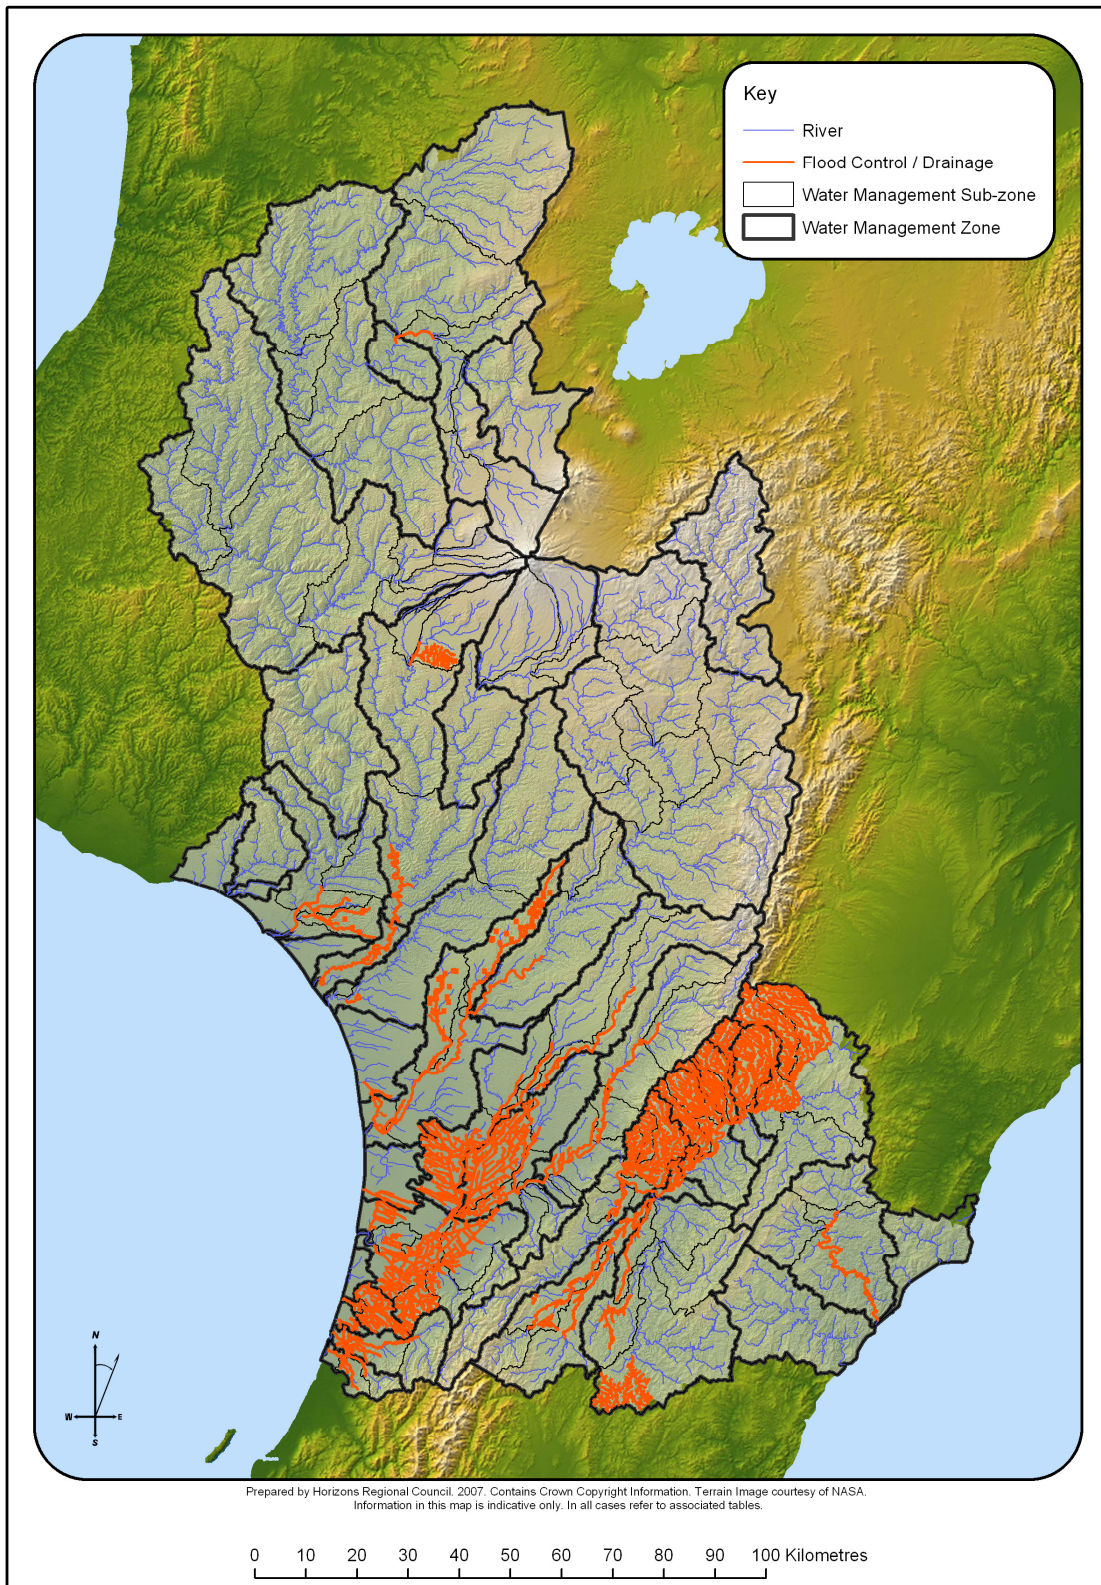 Key
River
Flood Control / Drainage
Water Management Sub-zone
Water Management Zone
N
W E
S
Prepared by Horizons Regional Council. 2007. Contains Crown Copyright Information. Terrain Image courtesy of NASA.
Information in this map is indicative only. In all cases refer to associated tables.
0 10 20 30 40 50 60 70 80 90 100 Kilometres